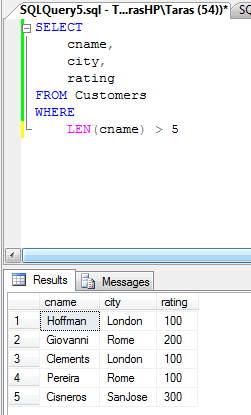 SQLQuery5.sql - T...rasHP\Taras (54))*
SELECT
cname,
city,
rating
FROM Customers
WHERE
LEN(cname) > 5
Results Messages
cname city rating
1 Hoffman London 100
2 Giovanni Rome 200
3 Clements London 100
4 Pereira Rome 100
5 Cisneros SanJose 300